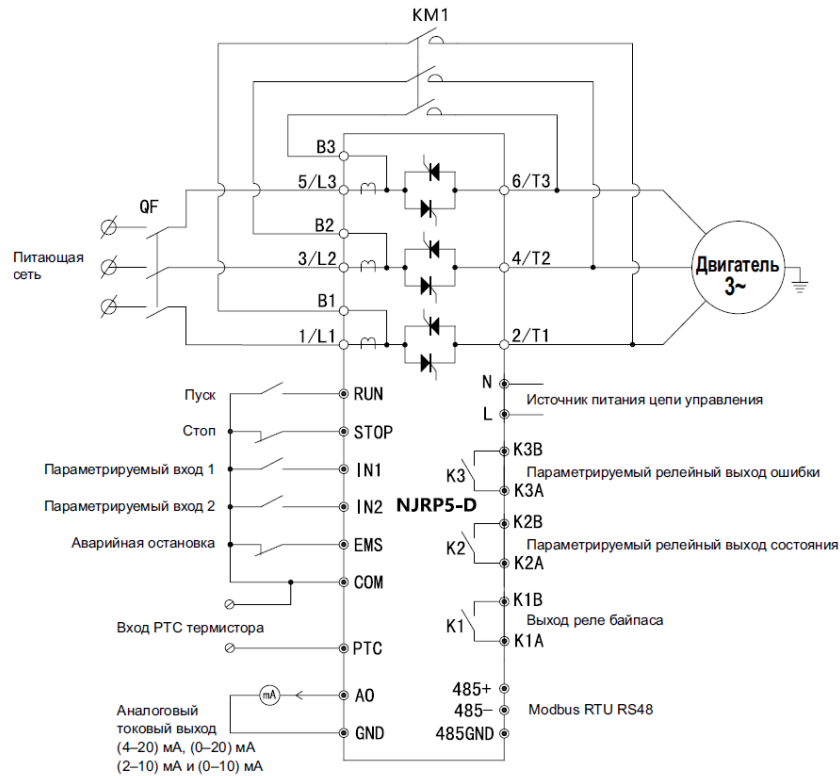 KM1
B3
5/L3
6/T3
QF
B2
Питающая
сеть
3/L2
4/T2
Двигатель
3~
B1
1/L1
2/T1
N
Источник питания цепи управления
L
Пуск
RUN
Стоп
STOP
Параметрируемый вход 1
IN1
Параметрируемый вход 2
IN2
NJRP5-D
Аварийная остановка
EMS
COM
Вход PTC термистора
PTC
K3B
K3
Параметрируемый релейный выход ошибки
K3A
K2B
K2
Параметрируемый релейный выход состояния
K2A
K1B
K1
Выход реле байпаса
K1A
mA
AO
Аналоговый
токовый выход
(4–20) мА, (0–20) мА
(2–10) мА и (0–10) мА
GND
485+
485–
Modbus RTU RS48
485GND